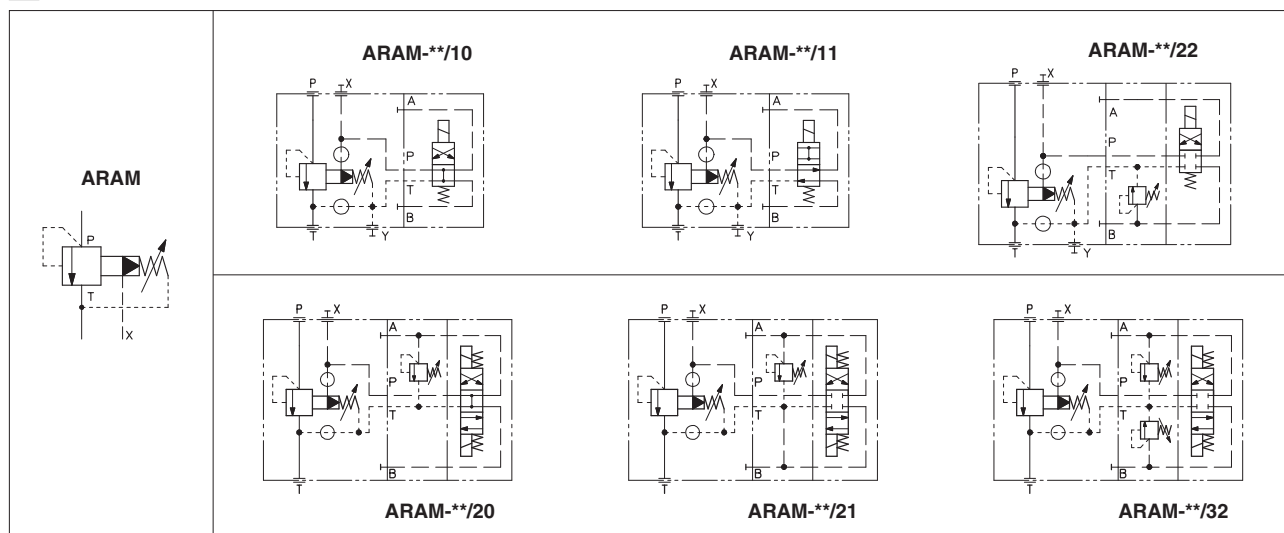 ARAM-**/10
ARAM-**/11
ARAM-**/22
P X
A
P
T
B
T Y
P X
A
P
T
B
T Y
P X
A
P
T
B
T Y
ARAM
P
T
X
P X
A
P
T
B
T
P X
A
P
T
B
T
P X
A
P
T
B
T
ARAM-**/20
ARAM-**/21
ARAM-**/32